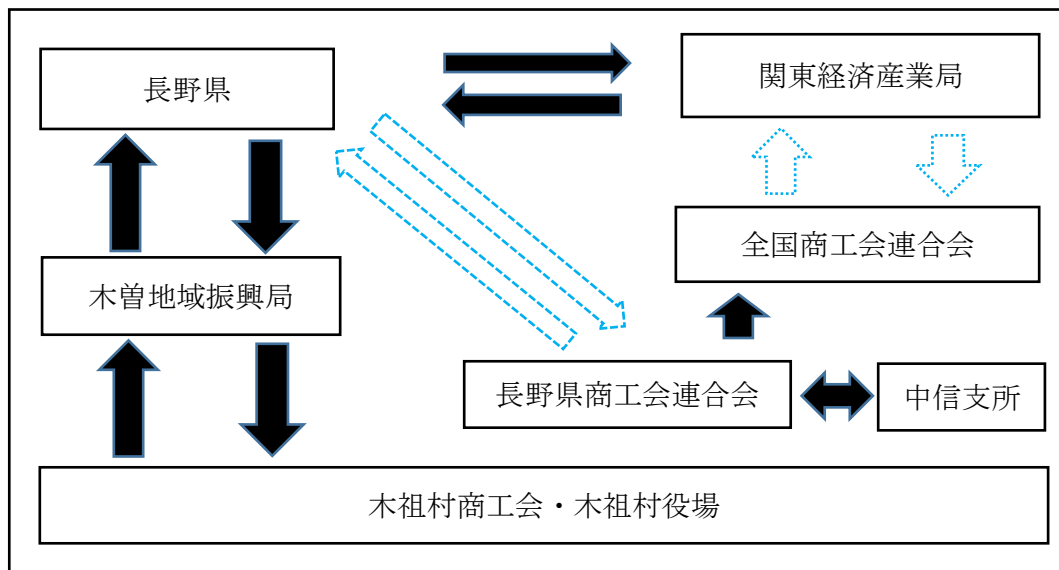 長野県
関東経済産業局
全国商工会連合会
木曽地域振興局
長野県商工会連合会
中信支所
木祖村商工会・木祖村役場